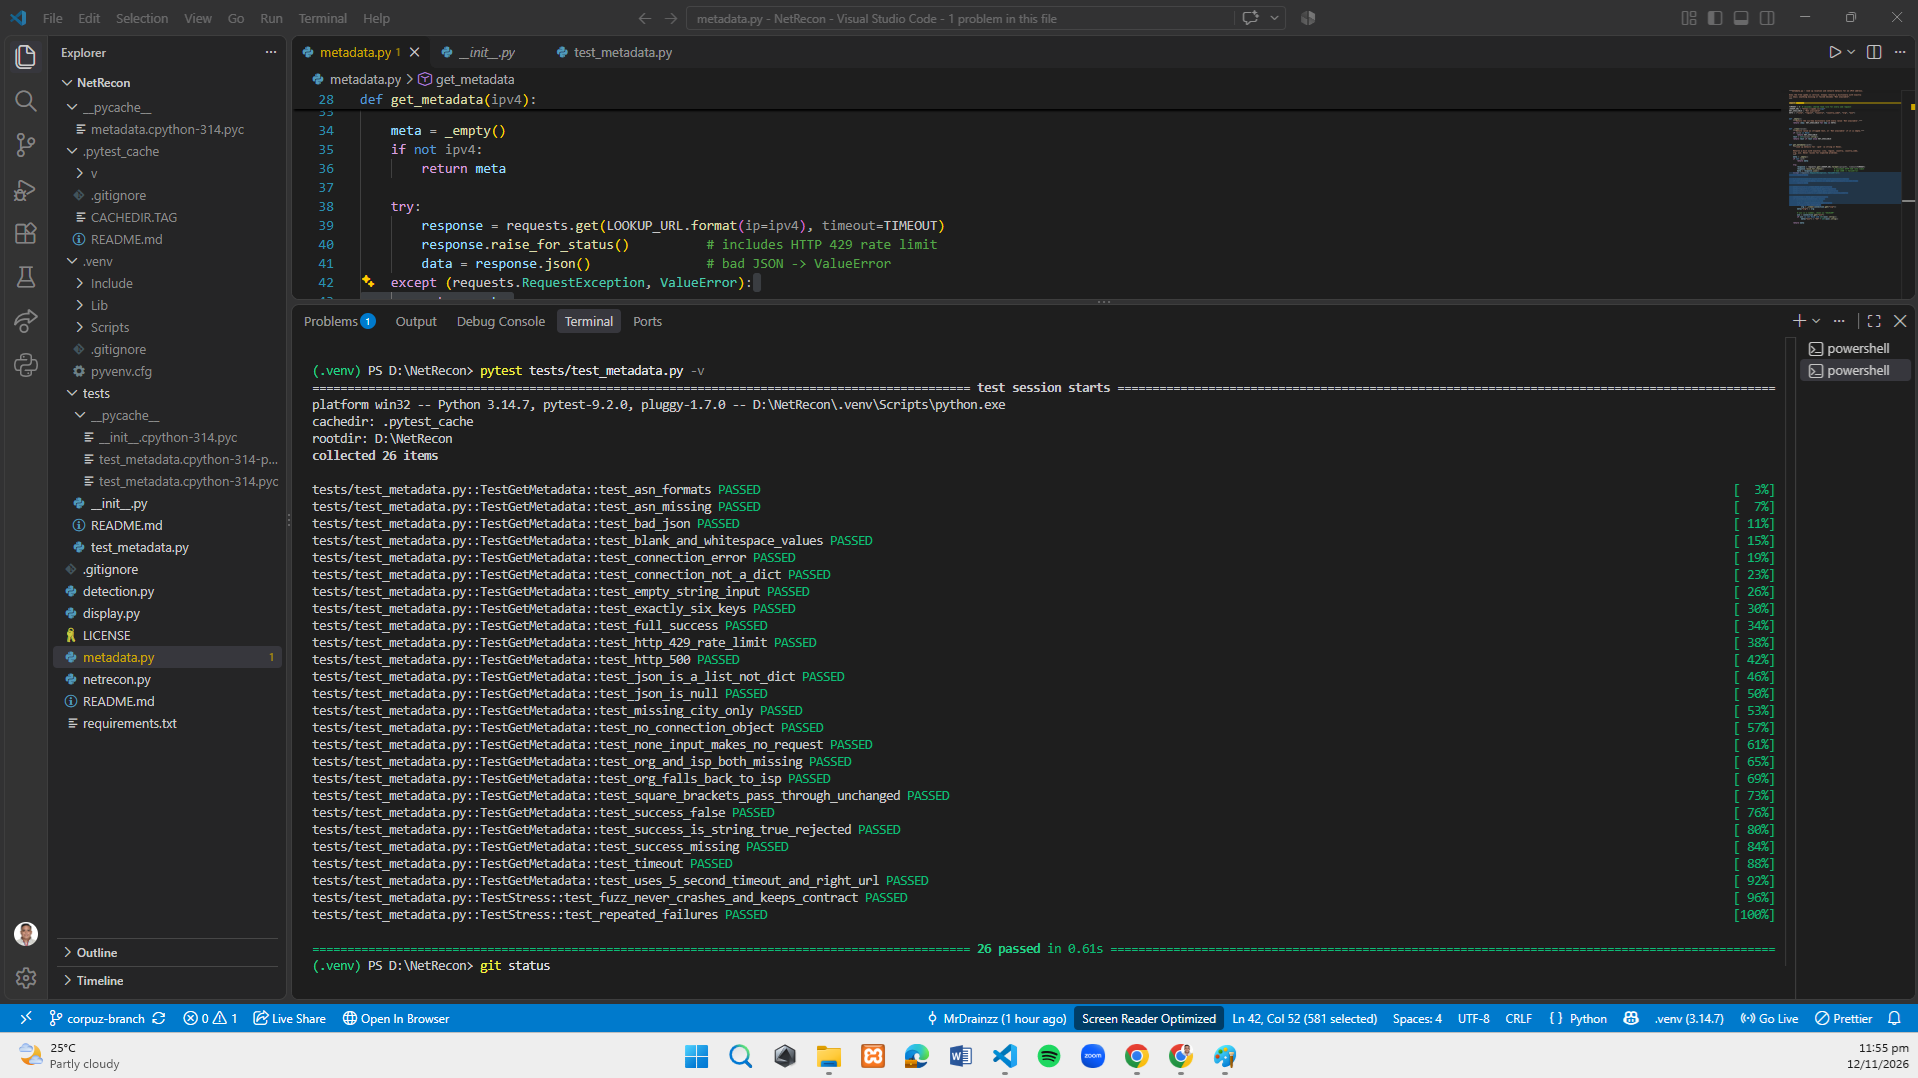 File Edit Selection View Go Run Terminal Help
metadata.py - NetRecon - Visual Studio Code - 1 problem in this file
Explorer
NetRecon
__pycache__
metadata.cpython-314.pyc
.pytest_cache
v
.gitignore
CACHEDIR.TAG
README.md
.venv
Include
Lib
Scripts
.gitignore
pyvenv.cfg
tests
__pycache__
__init__.cpython-314.pyc
test_metadata.cpython-314-p...
test_metadata.cpython-314.pyc
__init__.py
README.md
test_metadata.py
.gitignore
detection.py
display.py
LICENSE
metadata.py 1
netrecon.py
README.md
requirements.txt
Outline
Timeline
metadata.py 1 __init__.py test_metadata.py
metadata.py > get_metadata
28 def get_metadata(ipv4):
33
34 meta = _empty()
35 if not ipv4:
36 return meta
37
38 try:
39 response = requests.get(LOOKUP_URL.format(ip=ipv4), timeout=TIMEOUT)
40 response.raise_for_status() # includes HTTP 429 rate limit
41 data = response.json() # bad JSON -> ValueError
42 except (requests.RequestException, ValueError):
Problems 1 Output Debug Console Terminal Ports
powershell
powershell
(.venv) PS D:\NetRecon> pytest tests/test_metadata.py -v
============ test session starts ============
platform win32 -- Python 3.14.7, pytest-9.2.0, pluggy-1.7.0 -- D:\NetRecon\.venv\Scripts\python.exe
cachedir: .pytest_cache
rootdir: D:\NetRecon
collected 26 items
tests/test_metadata.py::TestGetMetadata::test_asn_formats PASSED [ 3%]
tests/test_metadata.py::TestGetMetadata::test_asn_missing PASSED [ 7%]
tests/test_metadata.py::TestGetMetadata::test_bad_json PASSED [ 11%]
tests/test_metadata.py::TestGetMetadata::test_blank_and_whitespace_values PASSED [ 15%]
tests/test_metadata.py::TestGetMetadata::test_connection_error PASSED [ 19%]
tests/test_metadata.py::TestGetMetadata::test_connection_not_a_dict PASSED [ 23%]
tests/test_metadata.py::TestGetMetadata::test_empty_string_input PASSED [ 26%]
tests/test_metadata.py::TestGetMetadata::test_exactly_six_keys PASSED [ 30%]
tests/test_metadata.py::TestGetMetadata::test_full_success PASSED [ 34%]
tests/test_metadata.py::TestGetMetadata::test_http_429_rate_limit PASSED [ 38%]
tests/test_metadata.py::TestGetMetadata::test_http_500 PASSED [ 42%]
tests/test_metadata.py::TestGetMetadata::test_json_is_a_list_not_dict PASSED [ 46%]
tests/test_metadata.py::TestGetMetadata::test_json_is_null PASSED [ 50%]
tests/test_metadata.py::TestGetMetadata::test_missing_city_only PASSED [ 53%]
tests/test_metadata.py::TestGetMetadata::test_no_connection_object PASSED [ 57%]
tests/test_metadata.py::TestGetMetadata::test_none_input_makes_no_request PASSED [ 61%]
tests/test_metadata.py::TestGetMetadata::test_org_and_isp_both_missing PASSED [ 65%]
tests/test_metadata.py::TestGetMetadata::test_org_falls_back_to_isp PASSED [ 69%]
tests/test_metadata.py::TestGetMetadata::test_square_brackets_pass_through_unchanged PASSED [ 73%]
tests/test_metadata.py::TestGetMetadata::test_success_false PASSED [ 76%]
tests/test_metadata.py::TestGetMetadata::test_success_is_string_true_rejected PASSED [ 80%]
tests/test_metadata.py::TestGetMetadata::test_success_missing PASSED [ 84%]
tests/test_metadata.py::TestGetMetadata::test_timeout PASSED [ 88%]
tests/test_metadata.py::TestGetMetadata::test_uses_5_second_timeout_and_right_url PASSED [ 92%]
tests/test_metadata.py::TestStress::test_fuzz_never_crashes_and_keeps_contract PASSED [ 96%]
tests/test_metadata.py::TestStress::test_repeated_failures PASSED [100%]
============ 26 passed in 0.61s ============
(.venv) PS D:\NetRecon> git status
corpuz-branch 0 1 Live Share Open In Browser MrDrainzz (1 hour ago) Screen Reader Optimized Ln 42, Col 52 (581 selected) Spaces: 4 UTF-8 CRLF { } Python .venv (3.14.7) Go Live Prettier
25°C
Partly cloudy
zoom
11:55 pm
12/11/2026